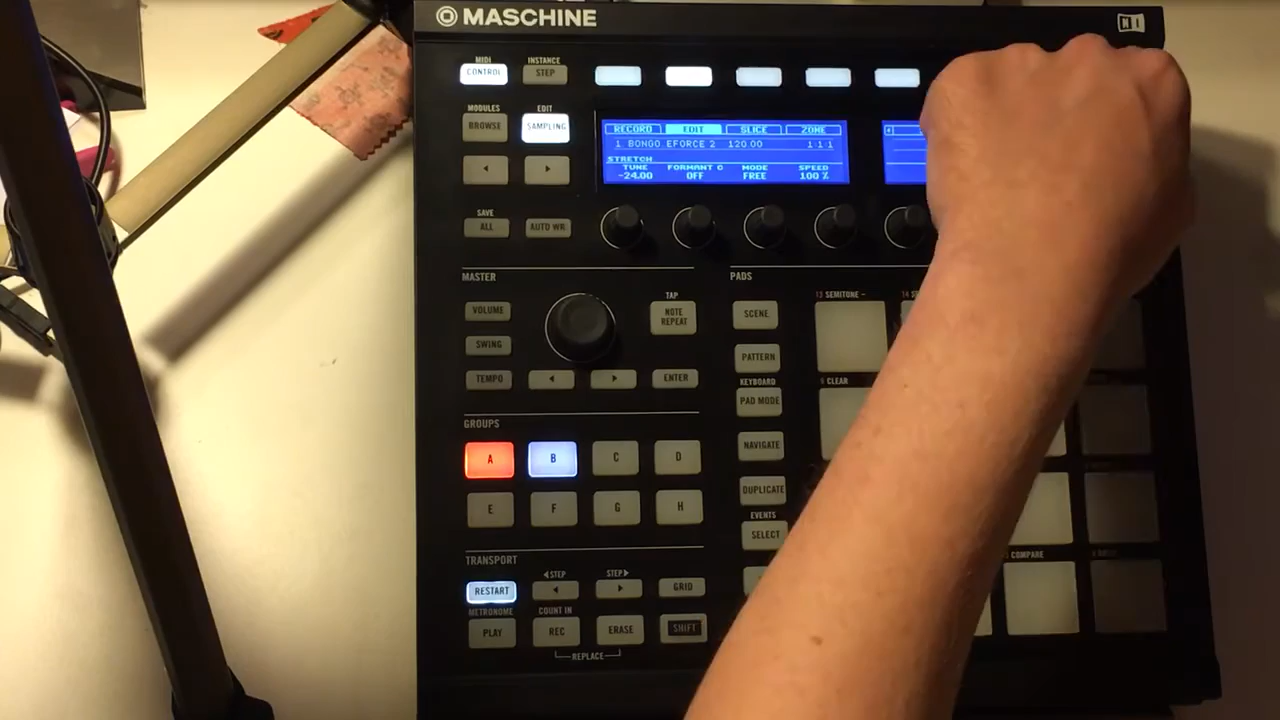 MASCHINE
MIDI INSTANCE
CONTROL STEP
MODULES EDIT
BROWSE SAMPLING
RECORD EDIT SLICE ZONE
1 BONGO EFORCE 2 120.00 1:1:1
STRETCH
TUNE FORMANT C MODE SPEED
-24.00 OFF FREE 100 %
SAVE
ALL AUTO WR
MASTER PADS
VOLUME
TAP
NOTE REPEAT
SWING
TEMPO ENTER
13 SEMITONE -
SCENE
PATTERN
KEYBOARD
PAD MODE
9 CLEAR
NAVIGATE
DUPLICATE
EVENTS
SELECT
GROUPS
A B C D
E F G H
TRANSPORT
◀STEP STEP▶
RESTART GRID
METRONOME COUNT IN
PLAY REC ERASE SHIFT
REPLACE
COMPARE